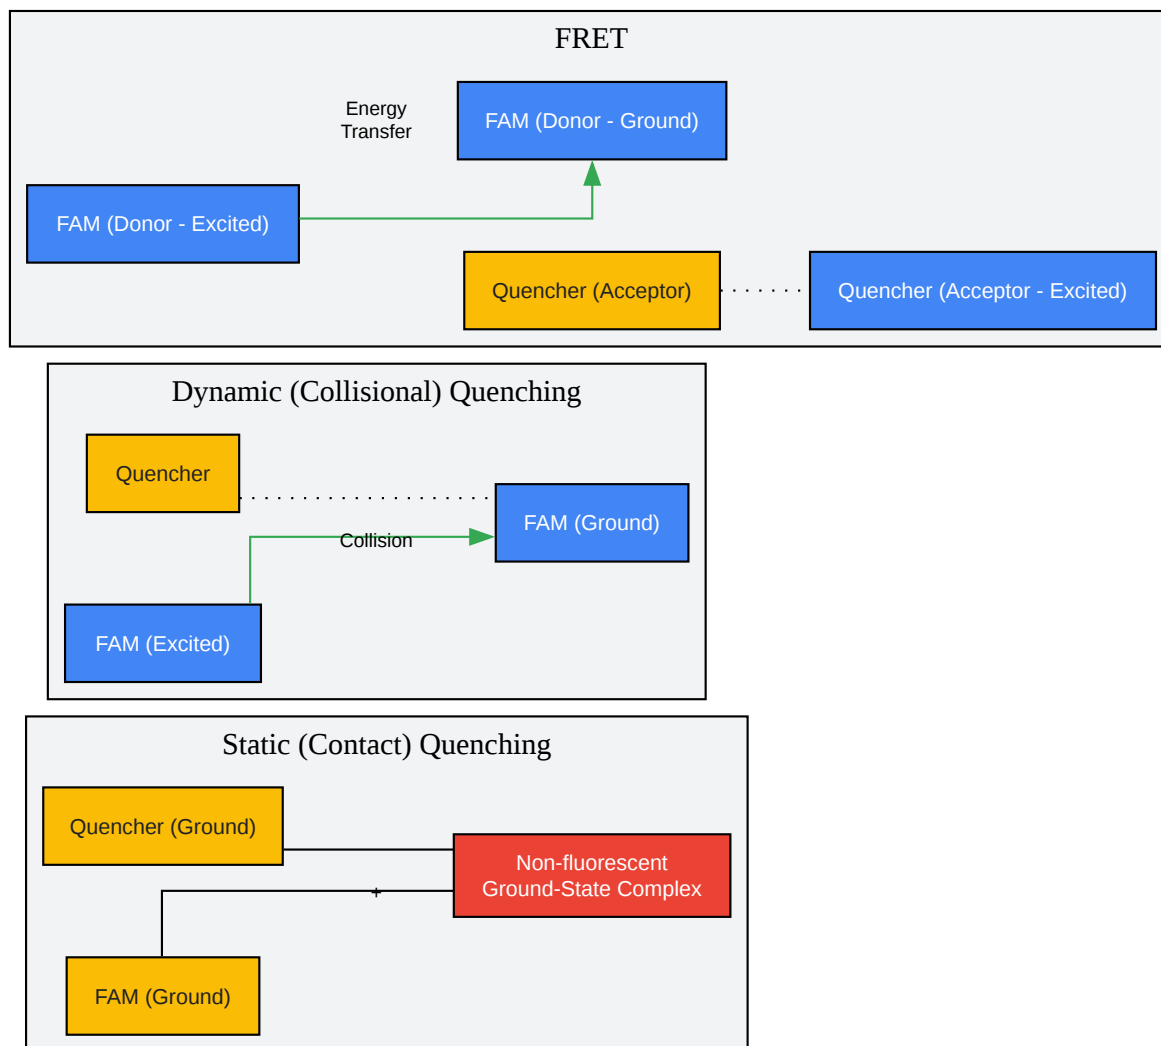 FRET
Energy
Transfer
FAM (Donor - Ground)
FAM (Donor - Excited)
Quencher (Acceptor)
Quencher (Acceptor - Excited)
Dynamic (Collisional) Quenching
Quencher
FAM (Ground)
Collision
FAM (Excited)
Static (Contact) Quenching
Quencher (Ground)
Non-fluorescent
Ground-State Complex
+
FAM (Ground)